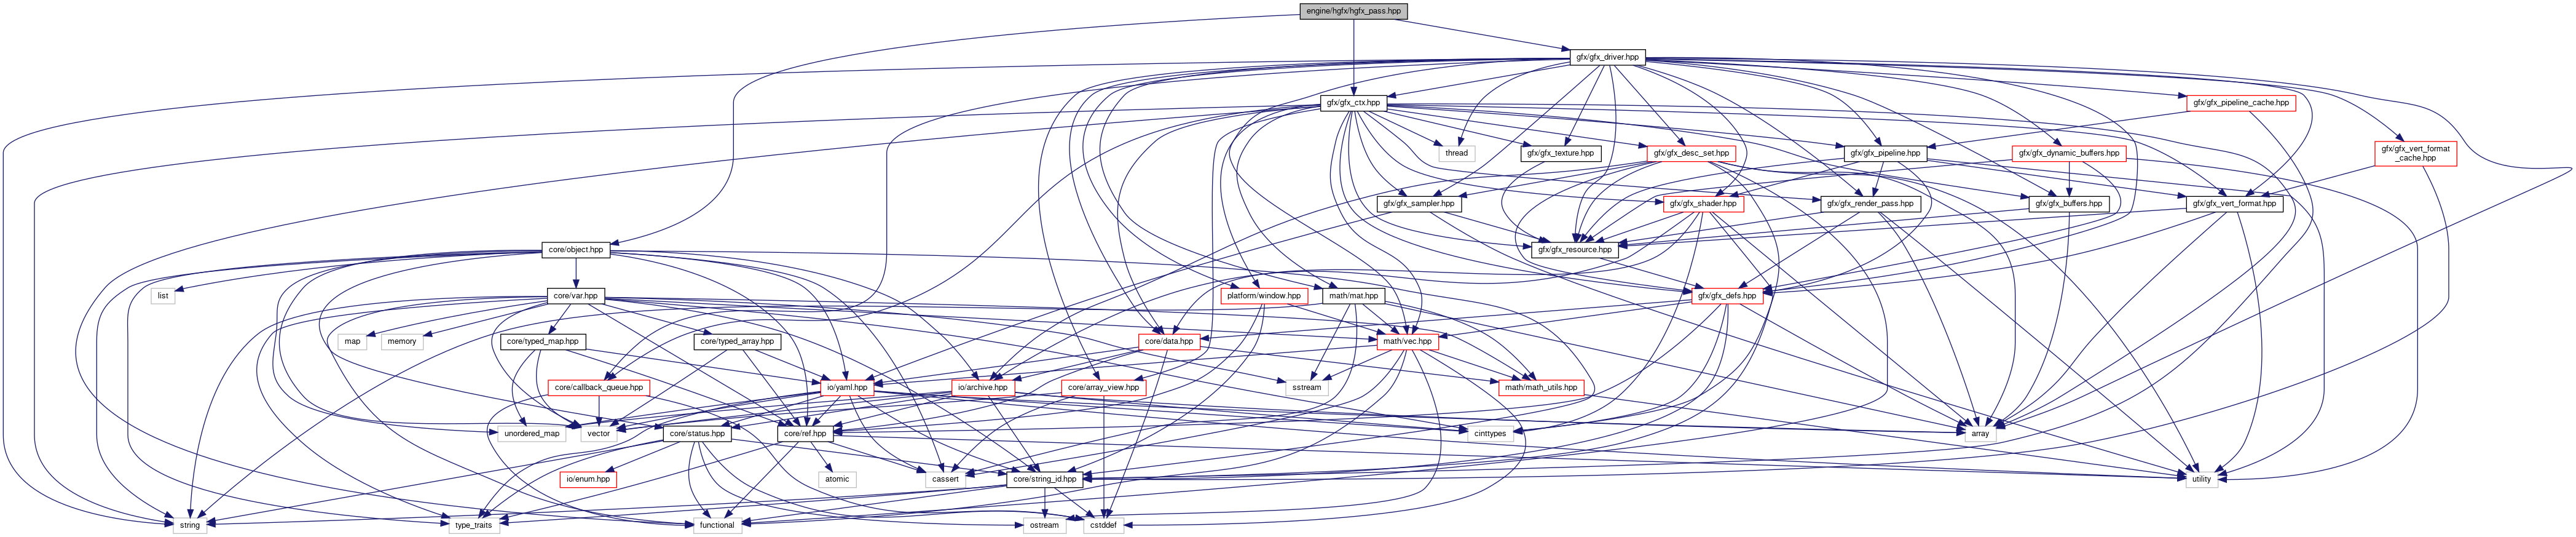 engine/hgfx/hgfx_pass.hpp
gfx/gfx_driver.hpp
gfx/gfx_ctx.hpp
gfx/gfx_pipeline_cache.hpp
thread
gfx/gfx_texture.hpp
gfx/gfx_desc_set.hpp
gfx/gfx_pipeline.hpp
gfx/gfx_dynamic_buffers.hpp
gfx/gfx_vert_format
_cache.hpp
gfx/gfx_sampler.hpp
gfx/gfx_shader.hpp
gfx/gfx_render_pass.hpp
gfx/gfx_buffers.hpp
gfx/gfx_vert_format.hpp
core/object.hpp
gfx/gfx_resource.hpp
list
core/var.hpp
platform/window.hpp
math/mat.hpp
gfx/gfx_defs.hpp
map
memory
core/typed_map.hpp
core/typed_array.hpp
core/data.hpp
math/vec.hpp
core/callback_queue.hpp
io/yaml.hpp
io/archive.hpp
core/array_view.hpp
sstream
math/math_utils.hpp
unordered_map
vector
core/status.hpp
core/ref.hpp
cinttypes
array
io/enum.hpp
atomic
cassert
core/string_id.hpp
utility
string
type_traits
functional
ostream
cstddef